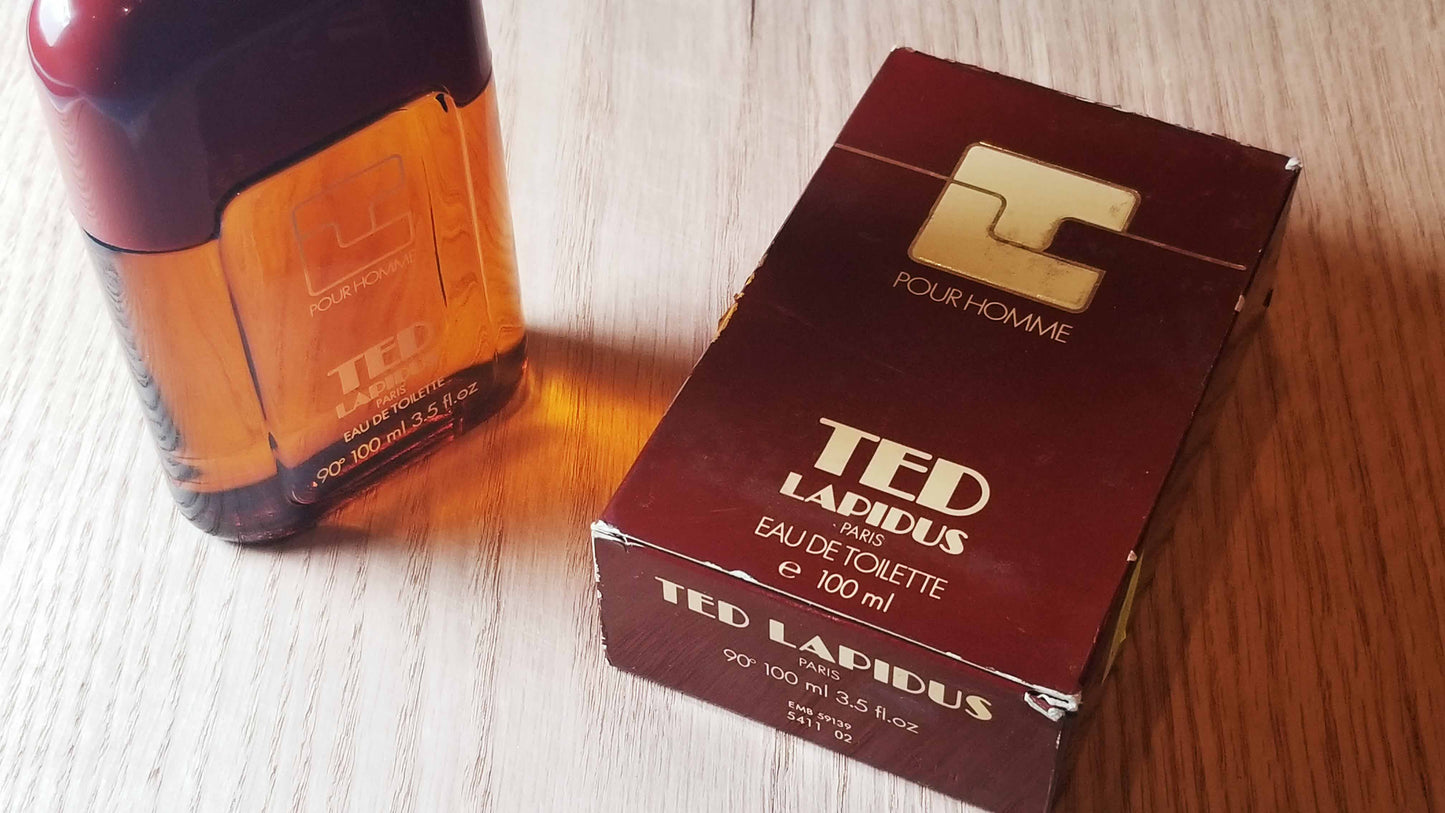 POUR HOMME
TED
LAPIDUS
PARIS
EAU DE TOILETTE
90° 100 ml 3.5 fl.oz
POUR HOMME
TED
LAPIDUS
PARIS
EAU DE TOILETTE
e 100 ml
TED LAPIDUS
PARIS
90° 100 ml 3.5 fl.oz
EMB 59139
5411 02